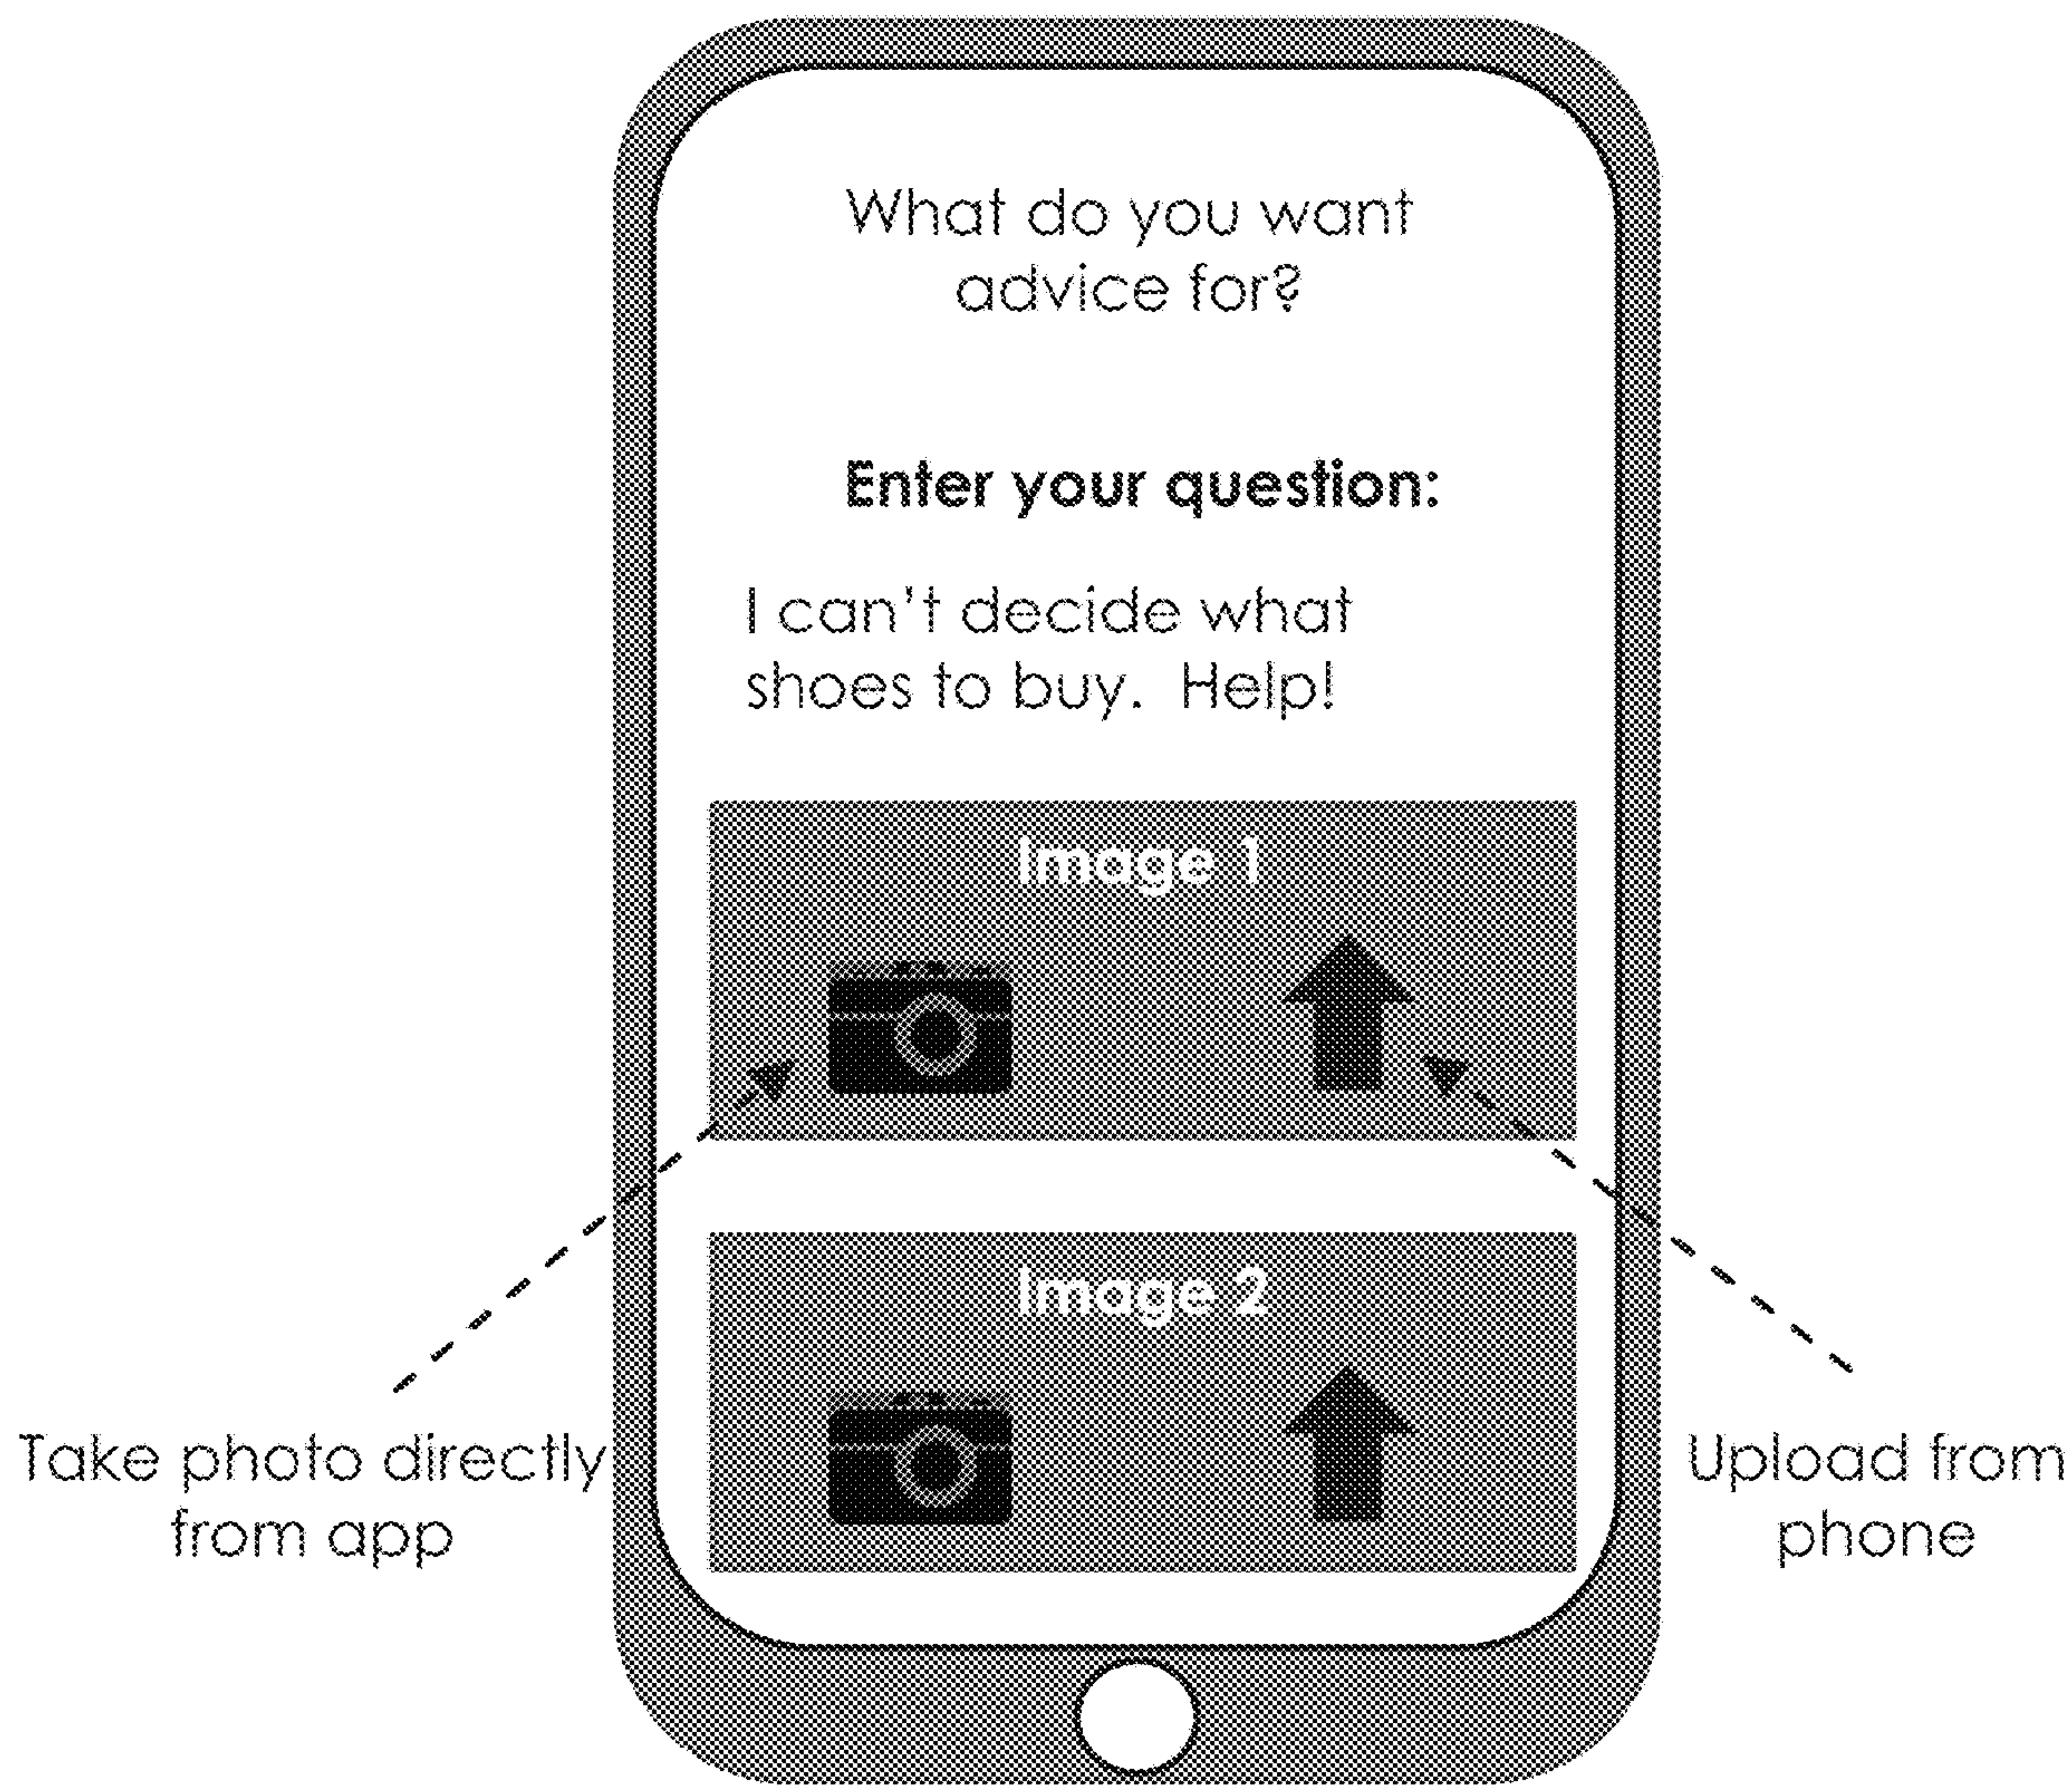 What do you want
advice for?
Enter your question:
I can't decide what
shoes to buy.  Help!
Image 1
Image 2
Take photo directly
from app
Upload from
phone